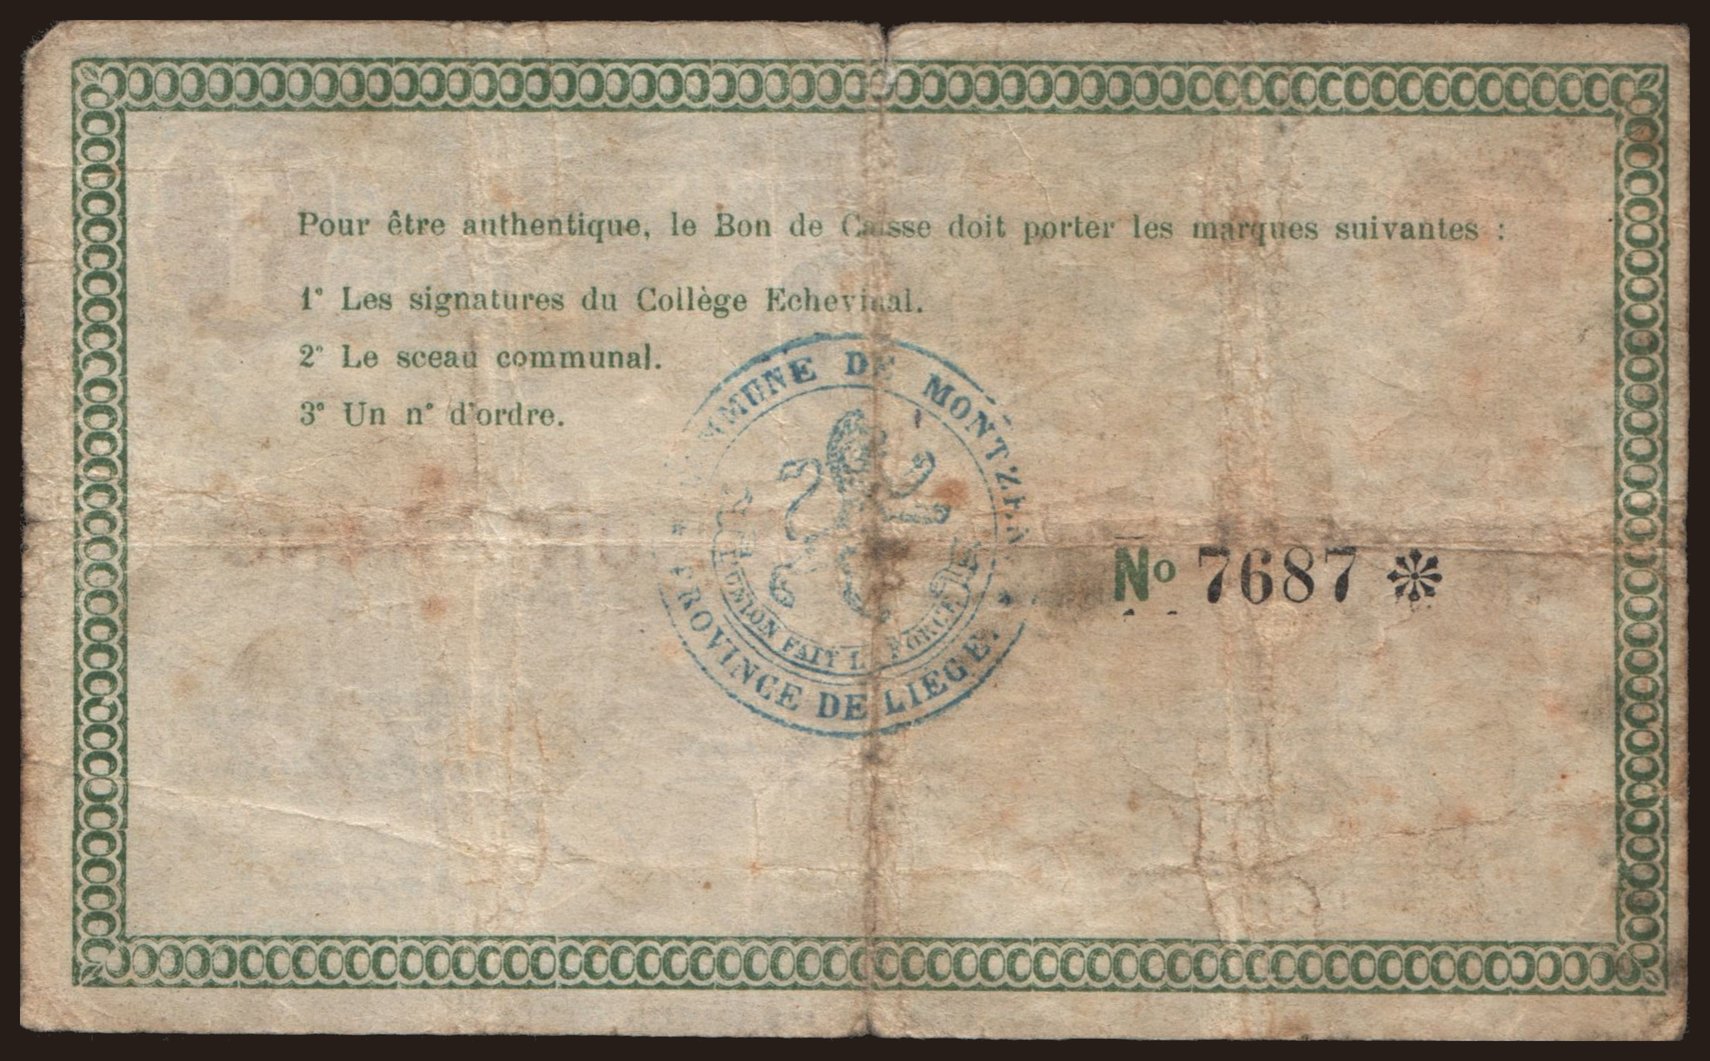 Pour être authentique, le Bon de Caisse doit porter les marques suivantes :
1° Les signatures du Collège Echevinal.
2° Le sceau communal.
3° Un n° d'ordre.
COMMUNE DE MONTZEN
L'UNION FAIT LA FORCE
PROVINCE DE LIEGE
No 7687